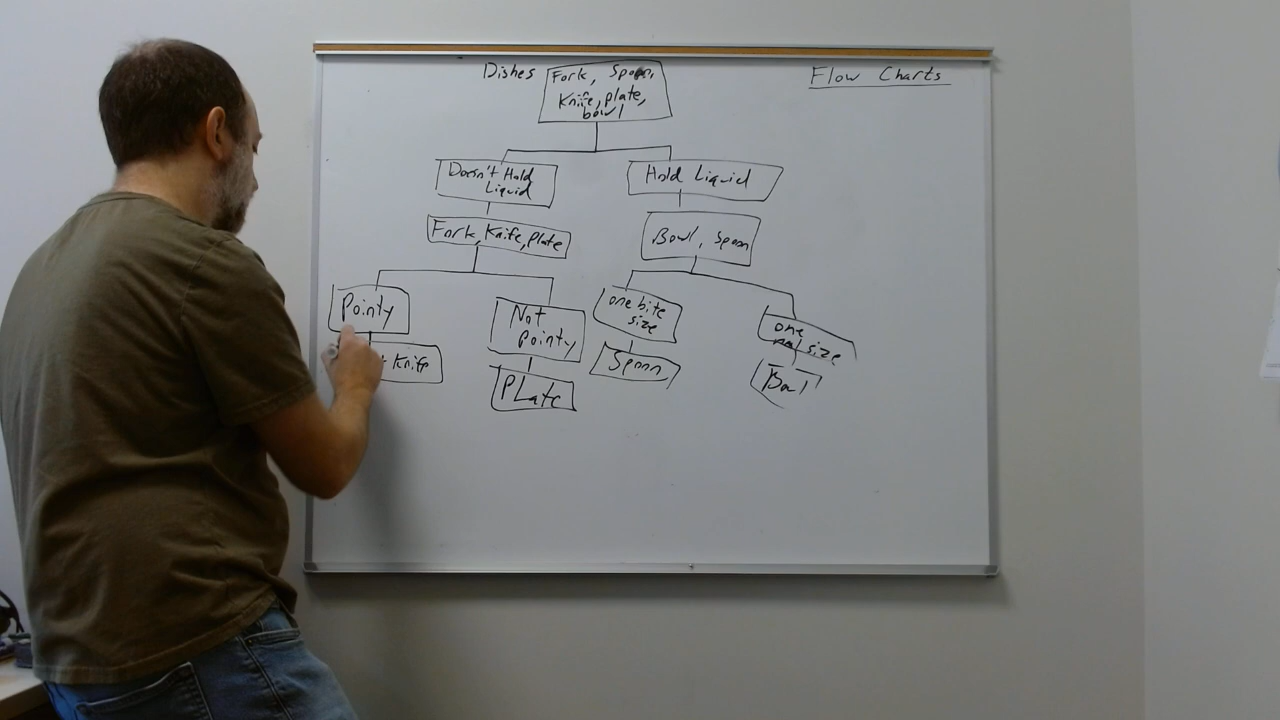 Dishes
Fork, Spoon,
Knife, plate,
bowl
Flow Charts
Doesn't Hold
Liquid
Hold Liquid
Fork, Knife, plate
Bowl, Spoon
Pointy
Not
pointy
one bite
size
one
size
+ Knife
PLate
Spoon
Bowl